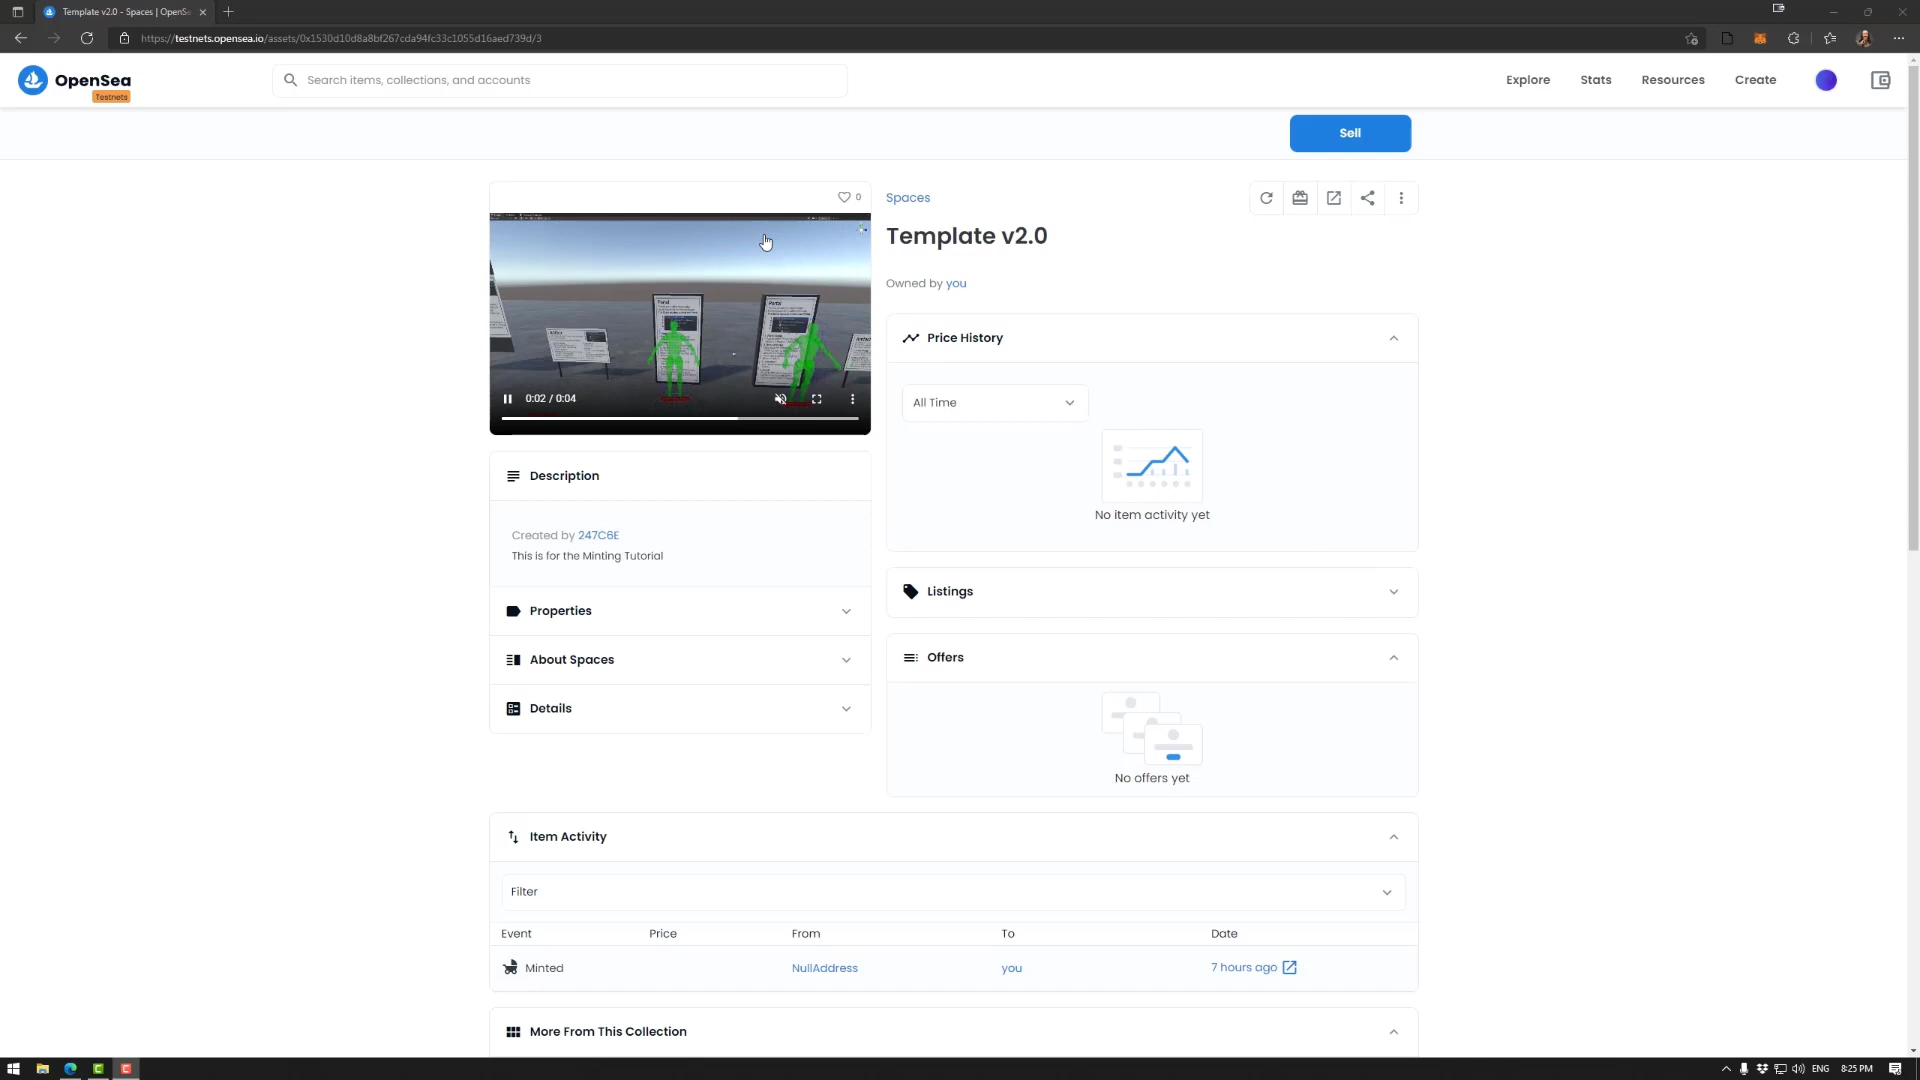 Template v2.0 - Spaces | OpenSe
https://testnets.opensea.io/assets/0x1530d10d8a8bf267cda94fc33c1055d16aed739d/3
OpenSea
Testnets
Search items, collections, and accounts
Explore
Stats
Resources
Create
Sell
0
Spaces
Template v2.0
Owned by you
Portal
Portal
0:02 / 0:04
Price History
All Time
No item activity yet
Description
Created by 247C6E
This is for the Minting Tutorial
Properties
About Spaces
Details
Listings
Offers
No offers yet
Item Activity
Filter
Event Price From To Date
Minted NullAddress you 7 hours ago
More From This Collection
ENG
8:25 PM